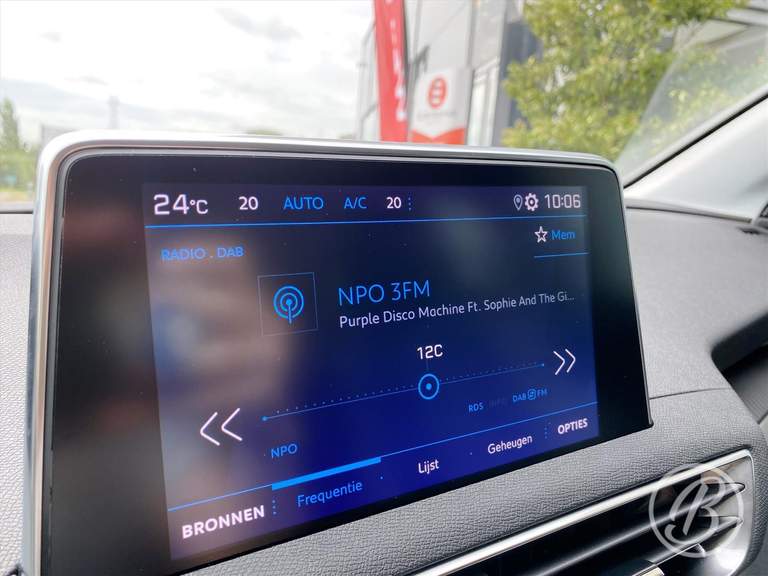 24°C 20 AUTO A/C 20 10:06
Mem
RADIO . DAB
NPO 3FM
Purple Disco Machine Ft. Sophie And The Gi...
12C
RDS INFO DAB FM
NPO
BRONNEN Frequentie Lijst Geheugen OPTIES
B